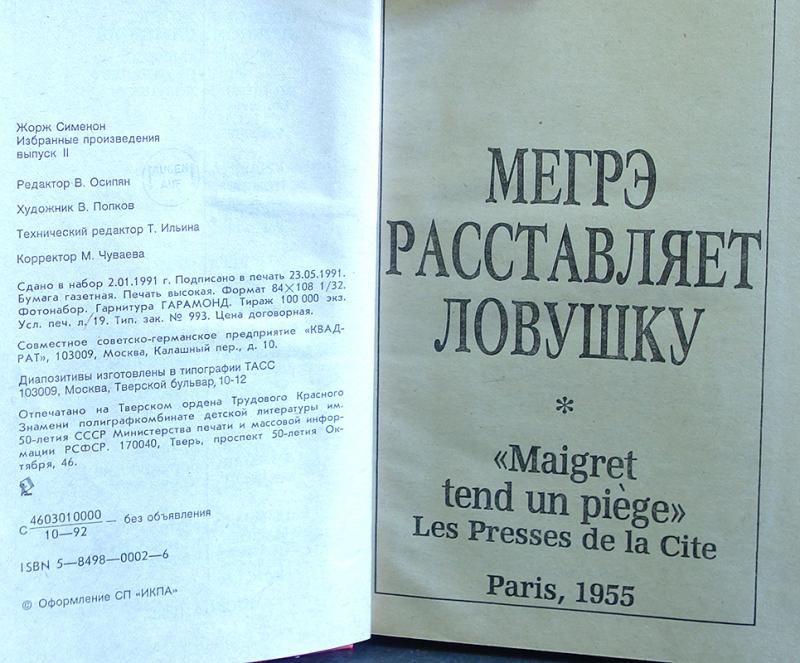 Жорж Сименон
Избранные произведения
выпуск II
Редактор В. Осипян
Художник В. Попков
Технический редактор Т. Ильина
Корректор М. Чуваева
Сдано в набор 2.01.1991 г. Подписано в печать 23.05.1991.
Бумага газетная. Печать высокая. Формат 84×108 1/32.
Фотонабор. Гарнитура ГАРАМОНД. Тираж 100 000 экз.
Усл. печ. л. 19. Тип. зак. № 993. Цена договорная.
Совместное советско-германское предприятие «КВАД-
РАТ», 103009, Москва, Калашный пер., д. 10.
Диапозитивы изготовлены в типографии ТАСС
103009, Москва, Тверской бульвар, 10-12
Отпечатано на Тверском ордена Трудового Красного
Знамени полиграфкомбинате детской литературы им.
50-летия СССР Министерства печати и массовой инфор-
мации РСФСР. 170040, Тверь, проспект 50-летия Ок-
тября, 46.
С 4603010000/10—92 — без объявления
ISBN 5—8498—0002—6
© Оформление СП «ИКПА»
МЕГРЭ
РАССТАВЛЯЕТ
ЛОВУШКУ
*
«Maigret
tend un piège»
Les Presses de la Cite
Paris, 1955